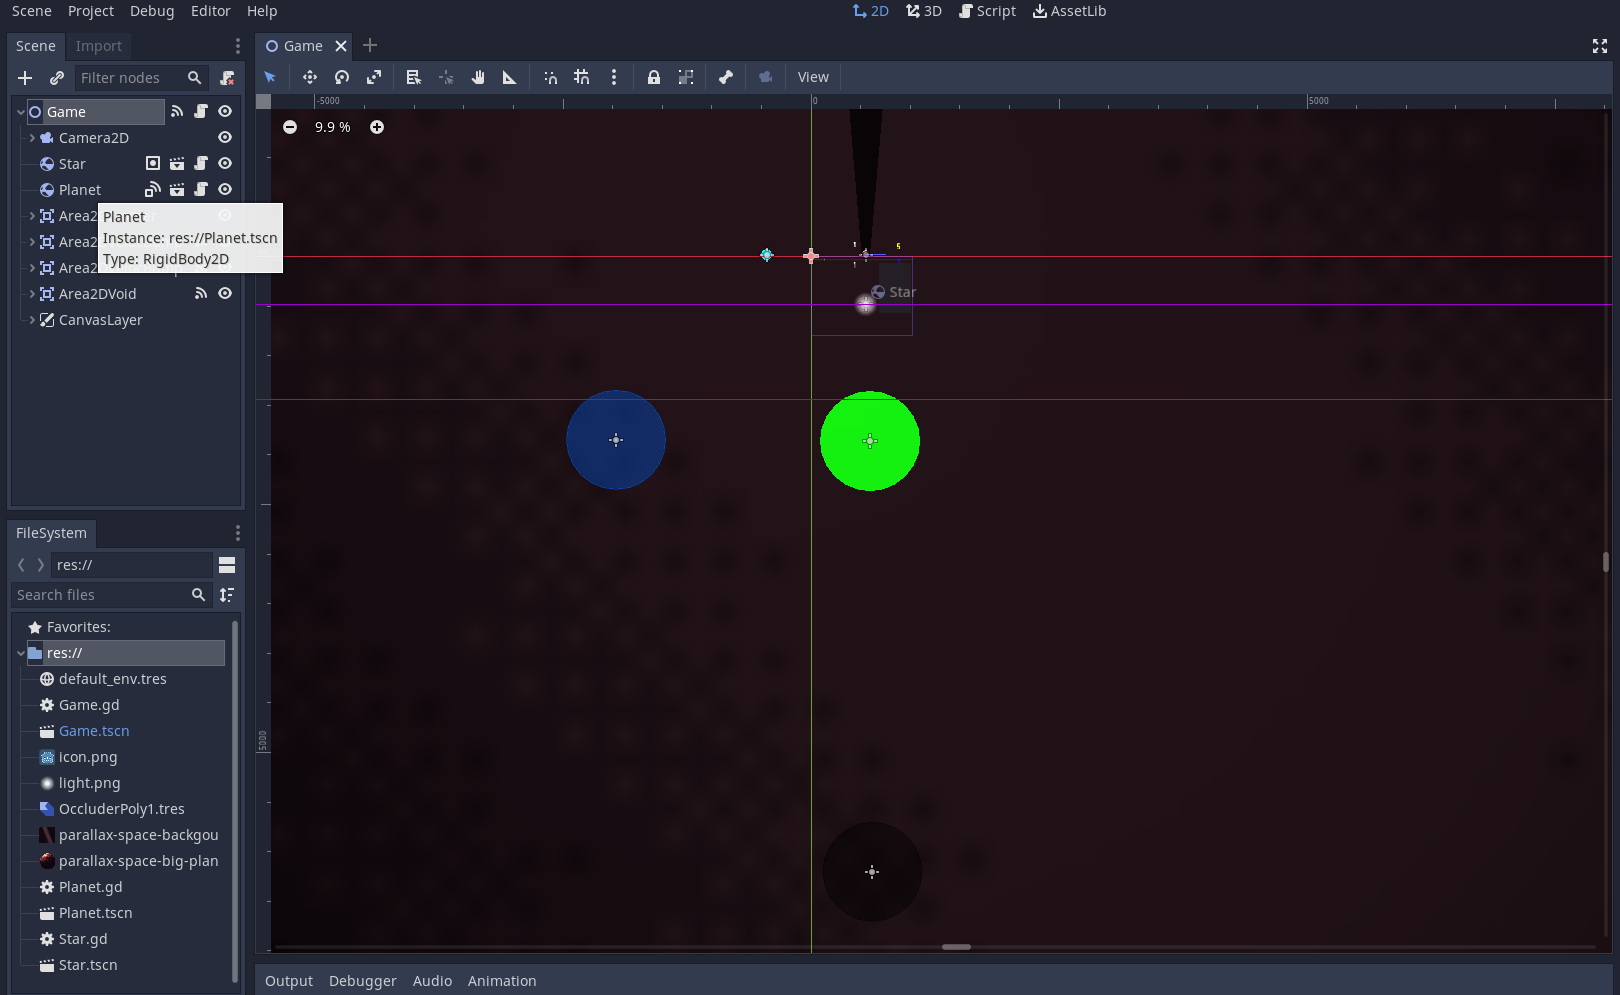 Scene Project Debug Editor Help
2D 3D Script AssetLib
Scene Import
Game
Filter nodes
View
Game
Camera2D
Star
Planet
Area2
Area2
Area2
Area2DVoid
CanvasLayer
Planet
Instance: res://Planet.tscn
Type: RigidBody2D
-5000 0 5000
9.9 %
1
5
1
Star
5000
FileSystem
res://
Search files
Favorites:
res://
default_env.tres
Game.gd
Game.tscn
icon.png
light.png
OccluderPoly1.tres
parallax-space-backgou
parallax-space-big-plan
Planet.gd
Planet.tscn
Star.gd
Star.tscn
Output Debugger Audio Animation